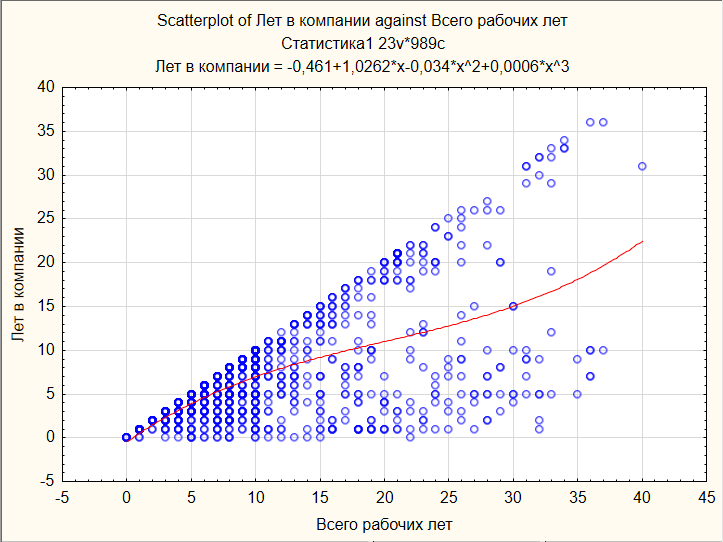 Scatterplot of Лет в компании against Всего рабочих лет
Статистика1 23v*989c
Лет в компании = -0,461+1,0262*x-0,034*x^2+0,0006*x^3
40
35
30
25
20
15
10
5
0
-5
Лет в компании
-5 0 5 10 15 20 25 30 35 40 45
Всего рабочих лет